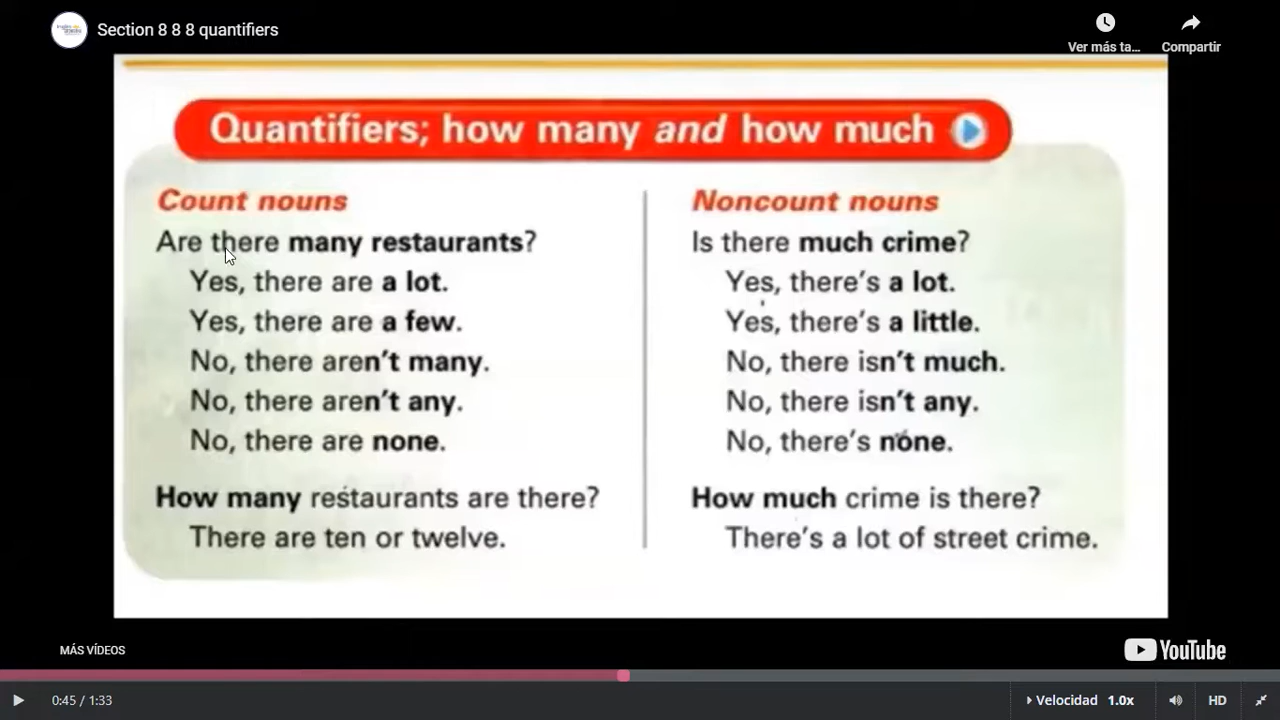 Section 8 8 8 quantifiers
Ver más ta...
Compartir
Quantifiers; how many and how much
Count nouns
Are there many restaurants?
Yes, there are a lot.
Yes, there are a few.
No, there aren't many.
No, there aren't any.
No, there are none.
How many restaurants are there?
There are ten or twelve.
Noncount nouns
Is there much crime?
Yes, there's a lot.
Yes, there's a little.
No, there isn't much.
No, there isn't any.
No, there's none.
How much crime is there?
There's a lot of street crime.
MÁS VÍDEOS
YouTube
0:45 / 1:33
Velocidad 1.0x
HD